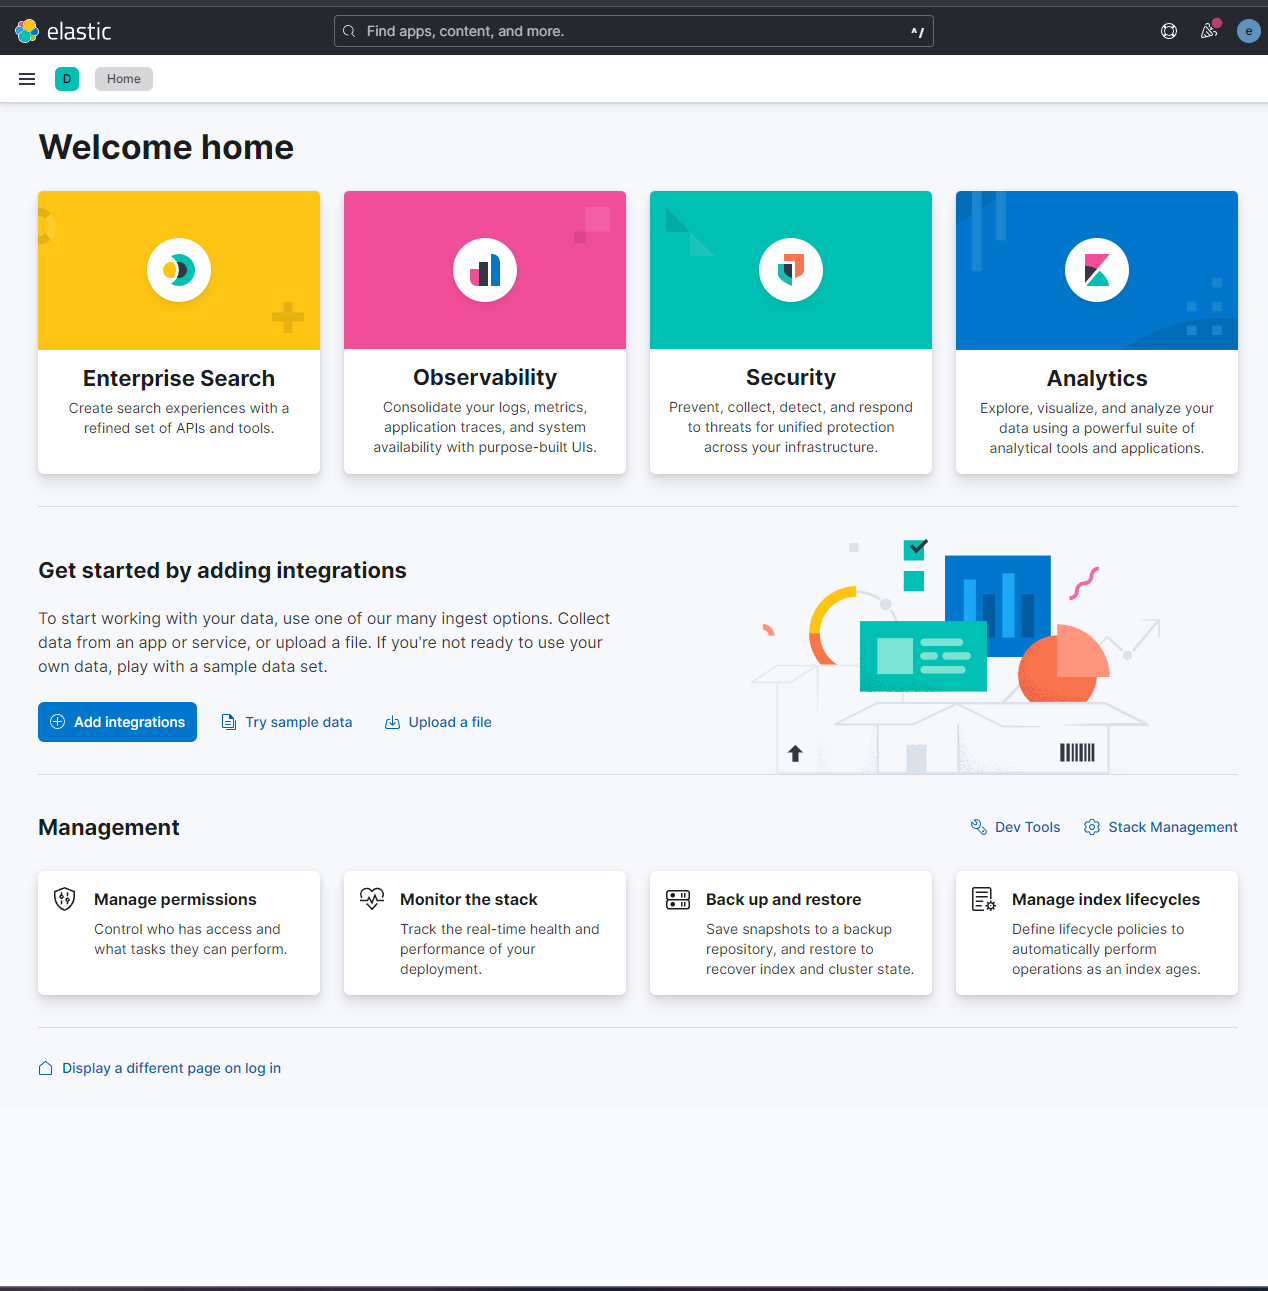 elastic
Find apps, content, and more.
^/
e
D
Home
Welcome home
Enterprise Search
Create search experiences with a
refined set of APIs and tools.
Observability
Consolidate your logs, metrics,
application traces, and system
availability with purpose-built UIs.
Security
Prevent, collect, detect, and respond
to threats for unified protection
across your infrastructure.
Analytics
Explore, visualize, and analyze your
data using a powerful suite of
analytical tools and applications.
Get started by adding integrations
To start working with your data, use one of our many ingest options. Collect
data from an app or service, or upload a file. If you're not ready to use your
own data, play with a sample data set.
Add integrations
Try sample data
Upload a file
Management
Dev Tools
Stack Management
Manage permissions
Control who has access and
what tasks they can perform.
Monitor the stack
Track the real-time health and
performance of your
deployment.
Back up and restore
Save snapshots to a backup
repository, and restore to
recover index and cluster state.
Manage index lifecycles
Define lifecycle policies to
automatically perform
operations as an index ages.
Display a different page on log in